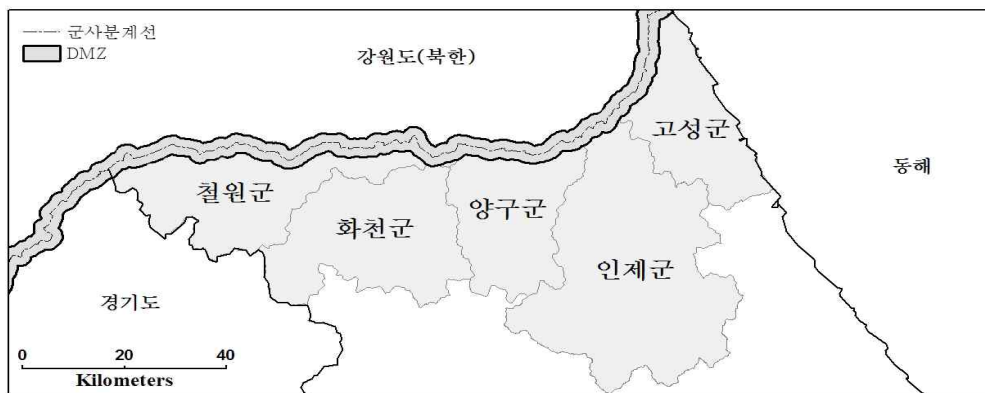 군사분계선
DMZ
강원도(북한)
고성군
동해
철원군
양구군
화천군
인제군
경기도
0 20 40
Kilometers